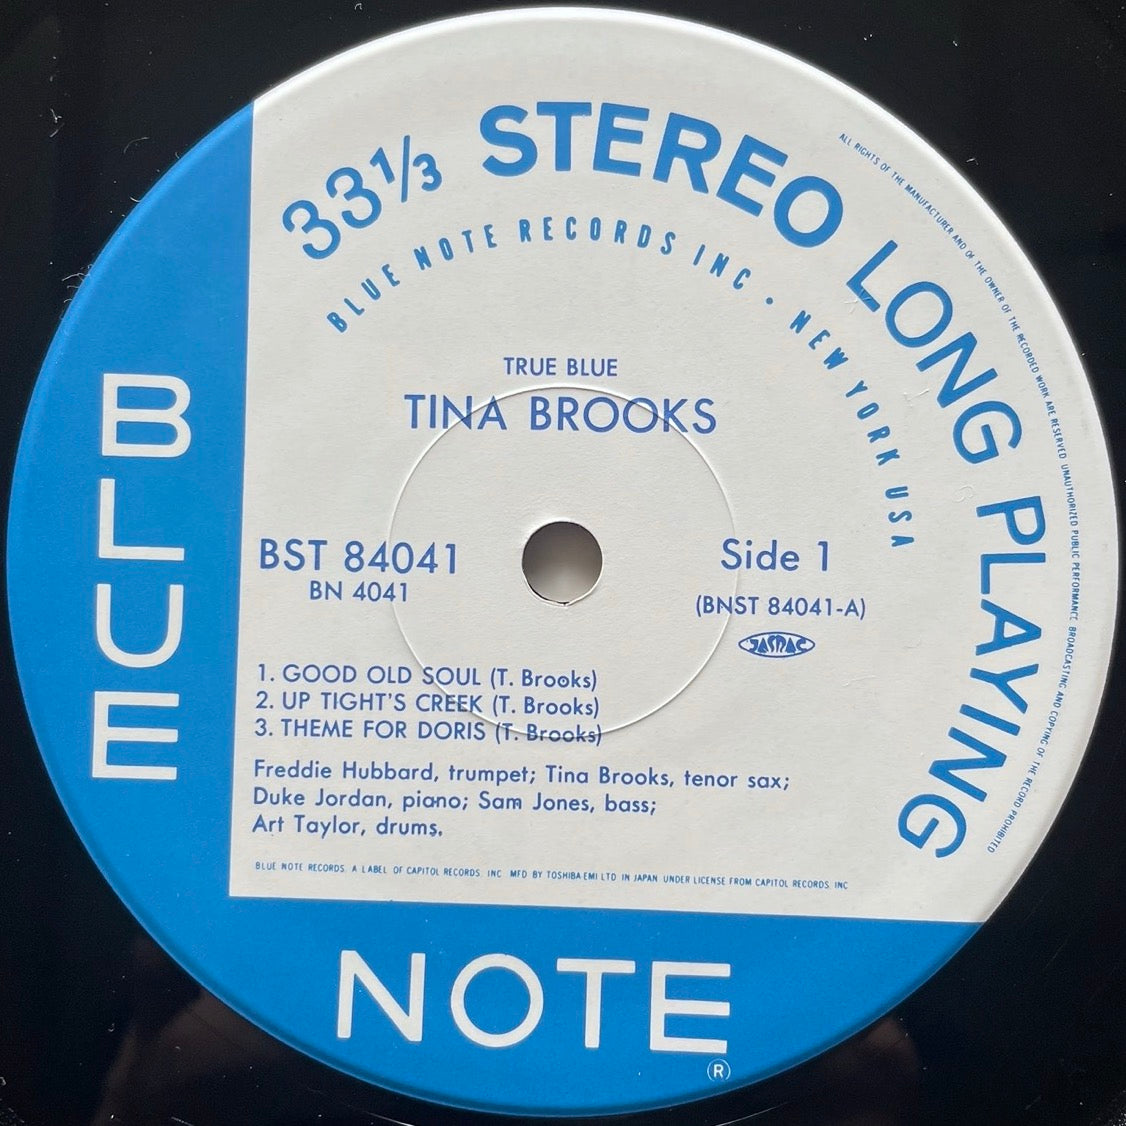 33⅓ STEREO LONG PLAYING
BLUE NOTE RECORDS INC • NEW YORK USA
ALL RIGHTS OF THE MANUFACTURER AND OF THE OWNER OF THE RECORDED WORK ARE RESERVED UNAUTHORIZED PUBLIC PERFORMANCE BROADCASTING AND COPYING OF THE RECORD PROHIBITED
TRUE BLUE
TINA BROOKS
BST 84041
BN 4041
Side 1
(BNST 84041-A)
JASRAC
1. GOOD OLD SOUL (T. Brooks)
2. UP TIGHT'S CREEK (T. Brooks)
3. THEME FOR DORIS (T. Brooks)
Freddie Hubbard, trumpet; Tina Brooks, tenor sax;
Duke Jordan, piano; Sam Jones, bass;
Art Taylor, drums.
BLUE NOTE RECORDS. A LABEL OF CAPITOL RECORDS. INC MFD BY TOSHIBA EMI LTD IN JAPAN UNDER LICENSE FROM CAPITOL RECORDS INC
BLUE
NOTE
®